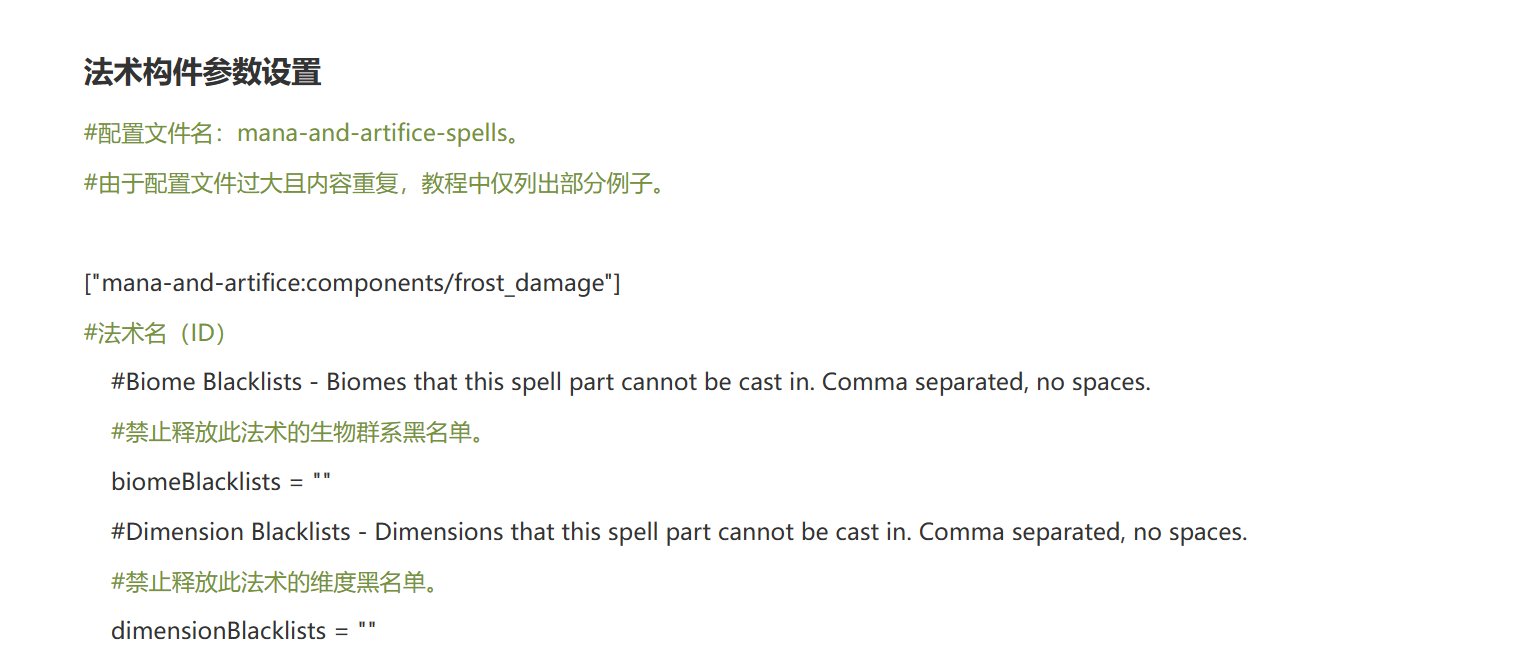 法术构件参数设置
#配置文件名：mana-and-artifice-spells。
#由于配置文件过大且内容重复，教程中仅列出部分例子。
["mana-and-artifice:components/frost_damage"]
#法术名（ID）
#Biome Blacklists - Biomes that this spell part cannot be cast in. Comma separated, no spaces.
#禁止释放此法术的生物群系黑名单。
biomeBlacklists = ""
#Dimension Blacklists - Dimensions that this spell part cannot be cast in. Comma separated, no spaces.
#禁止释放此法术的维度黑名单。
dimensionBlacklists = ""